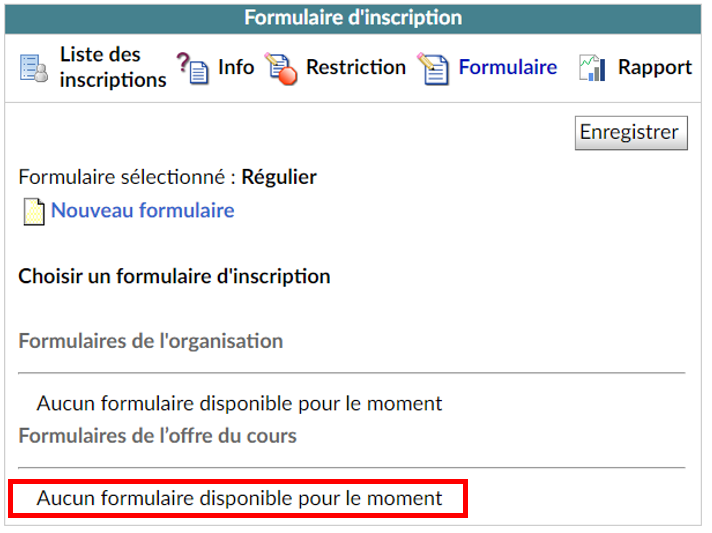 Formulaire d'inscription
Liste des
inscriptions
Info
Restriction
Formulaire
Rapport
Enregistrer
Formulaire sélectionné : Régulier
Nouveau formulaire
Choisir un formulaire d'inscription
Formulaires de l'organisation
Aucun formulaire disponible pour le moment
Formulaires de l’offre du cours
Aucun formulaire disponible pour le moment